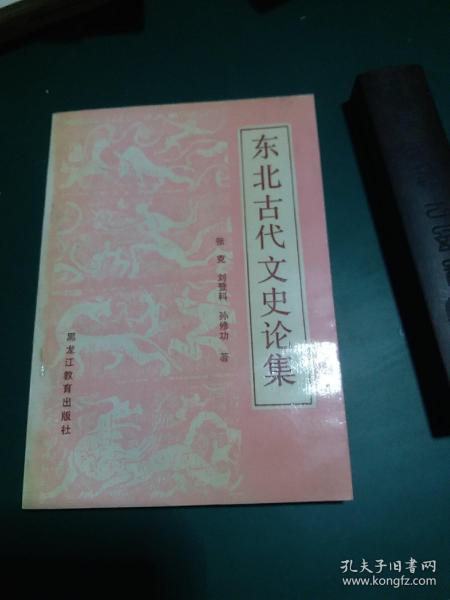 东北古代文史论集
张克 刘登科 孙修功 著
黑龙江教育出版社
孔夫子旧书网
www.kongfz.com